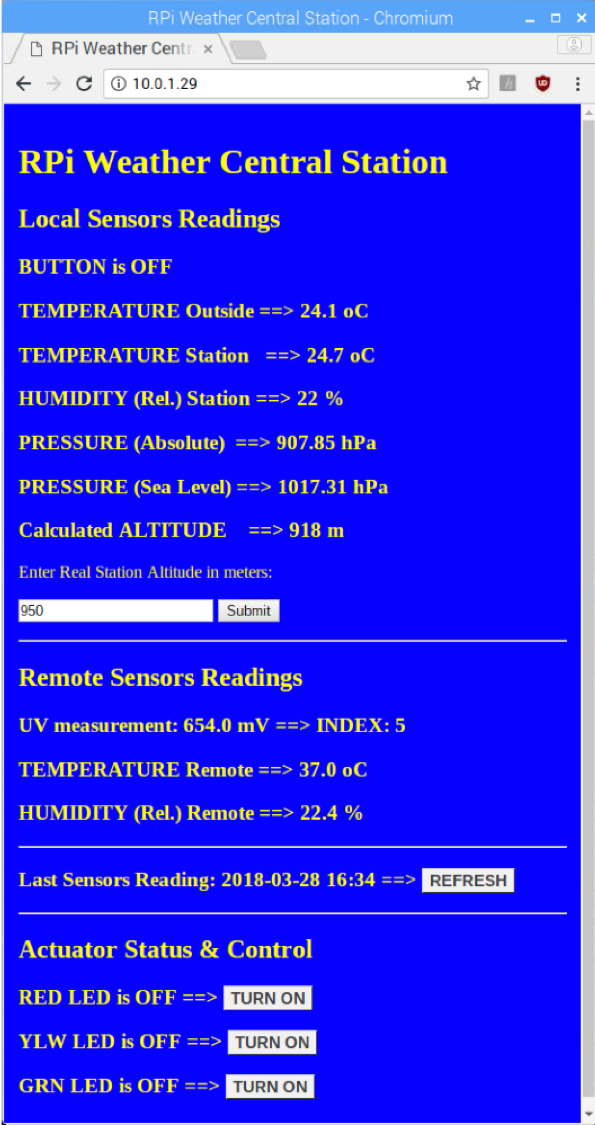 RPi Weather Central Station - Chromium
RPi Weather Centr
10.0.1.29
RPi Weather Central Station
Local Sensors Readings
BUTTON is OFF
TEMPERATURE Outside ==> 24.1 oC
TEMPERATURE Station ==> 24.7 oC
HUMIDITY (Rel.) Station ==> 22 %
PRESSURE (Absolute) ==> 907.85 hPa
PRESSURE (Sea Level) ==> 1017.31 hPa
Calculated ALTITUDE ==> 918 m
Enter Real Station Altitude in meters:
950 Submit
Remote Sensors Readings
UV measurement: 654.0 mV ==> INDEX: 5
TEMPERATURE Remote ==> 37.0 oC
HUMIDITY (Rel.) Remote ==> 22.4 %
Last Sensors Reading: 2018-03-28 16:34 ==> REFRESH
Actuator Status & Control
RED LED is OFF ==> TURN ON
YLW LED is OFF ==> TURN ON
GRN LED is OFF ==> TURN ON